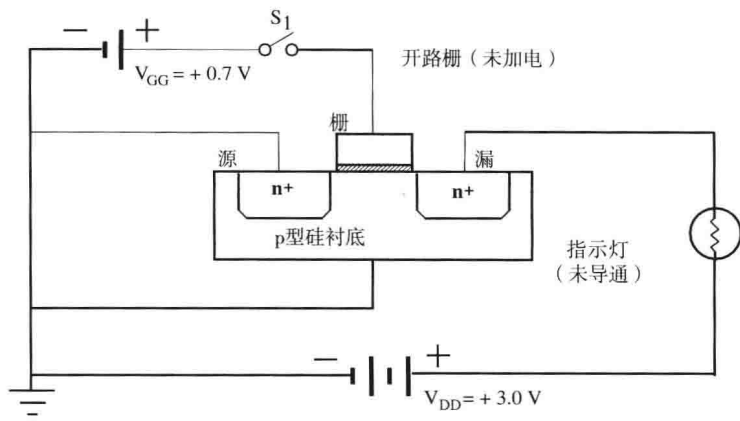 S1
− +
VGG = + 0.7 V
开路栅（未加电）
栅
源
漏
n+
n+
p型硅衬底
指示灯
（未导通）
− +
VDD = + 3.0 V